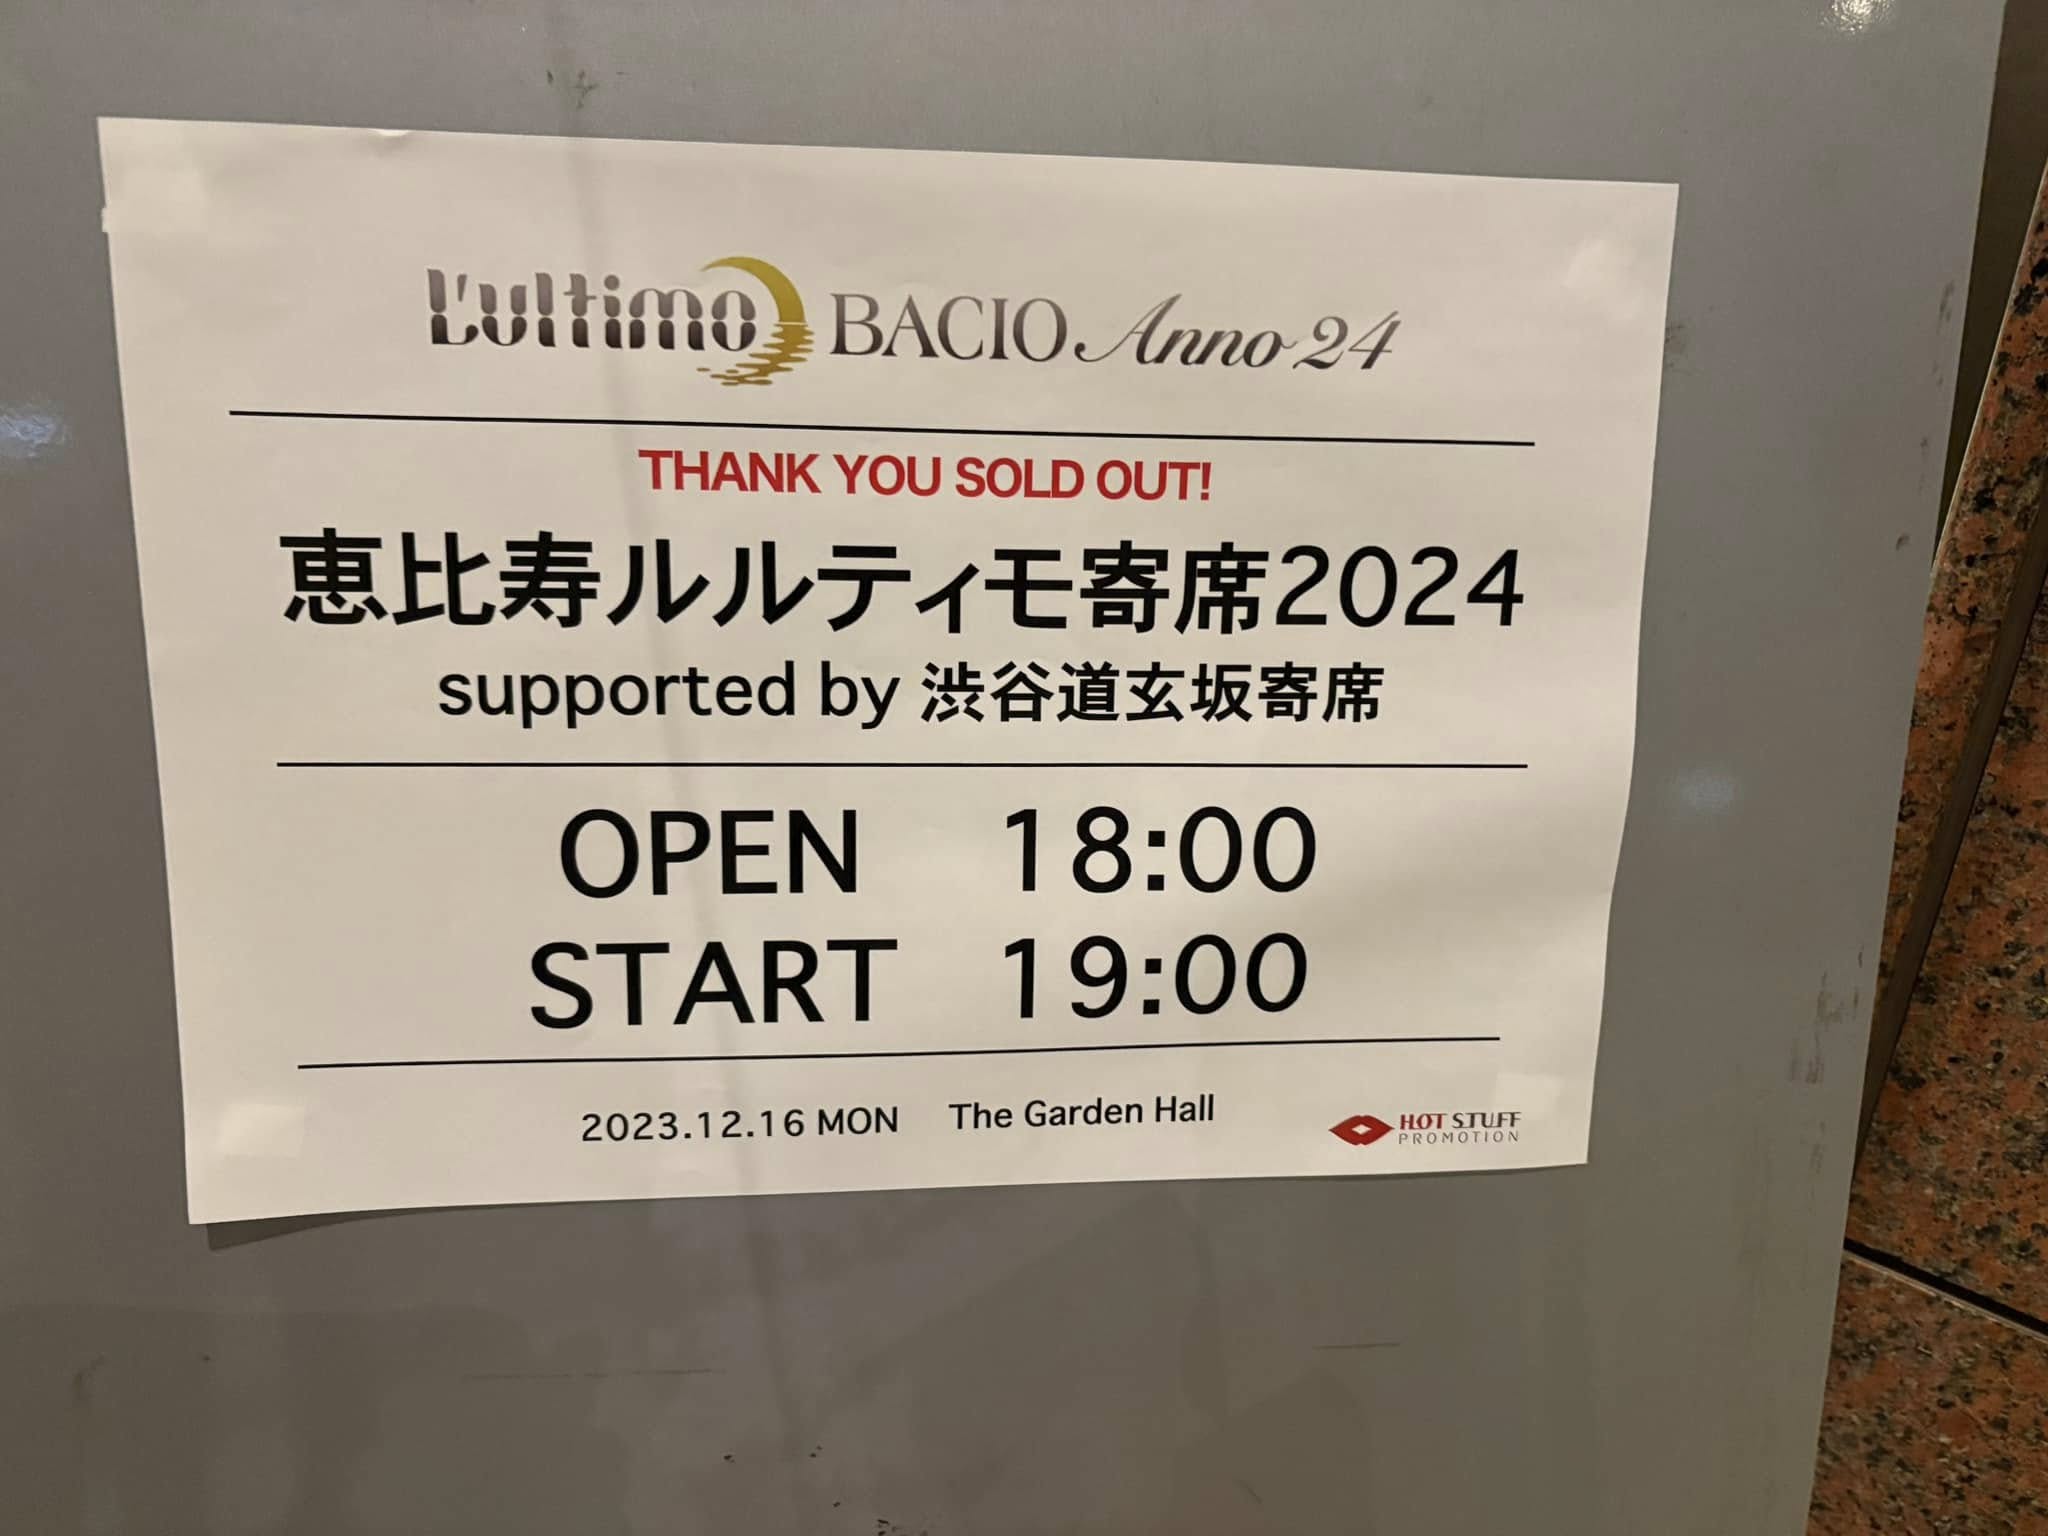 L'ultimo BACIO Anno 24
THANK YOU SOLD OUT!
恵比寿ルルティモ寄席2024
supported by 渋谷道玄坂寄席
OPEN 18:00
START 19:00
2023.12.16 MON The Garden Hall
HOT STUFF
PROMOTION